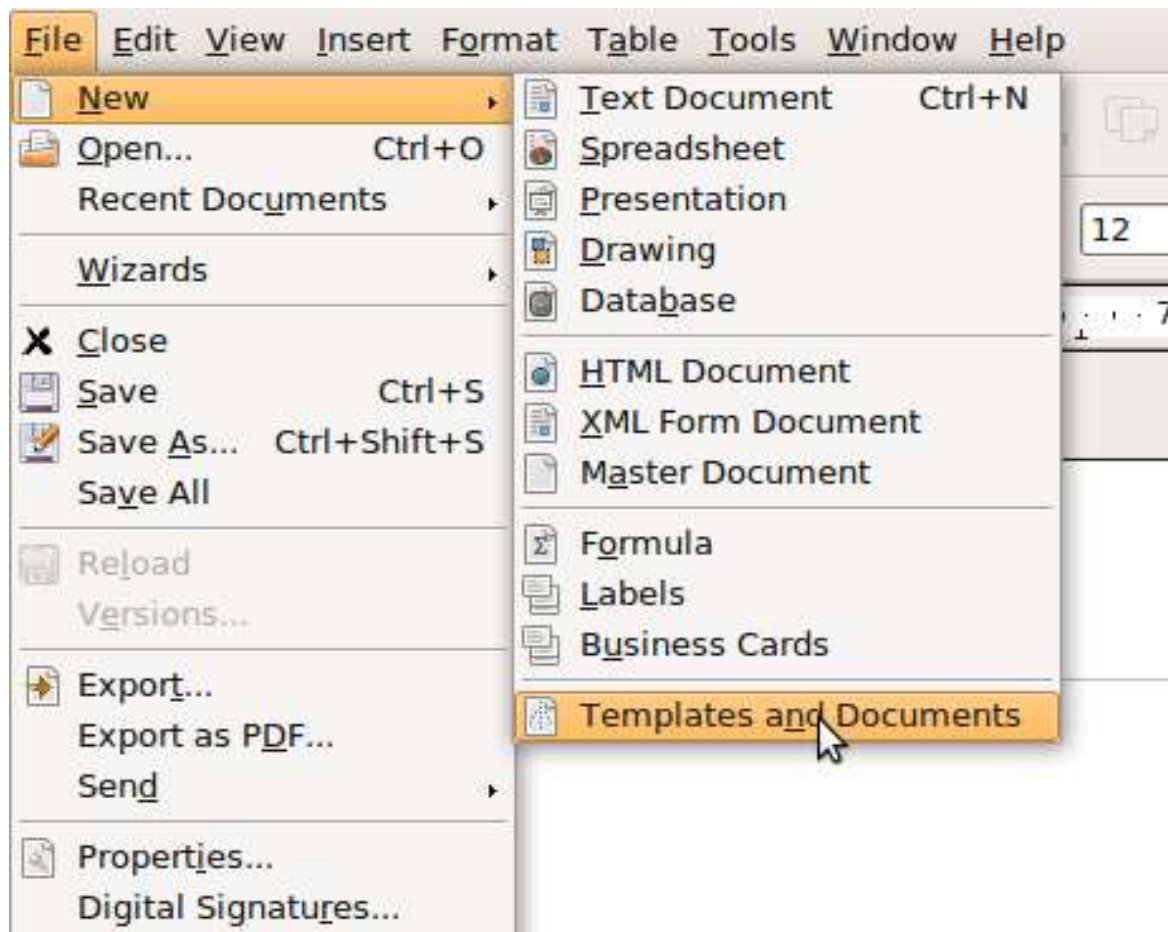 File Edit View Insert Format Table Tools Window Help
New
Open... Ctrl+O
Recent Documents
Wizards
Close
Save Ctrl+S
Save As... Ctrl+Shift+S
Save All
Reload
Versions...
Export...
Export as PDF...
Send
Properties...
Digital Signatures...
Text Document Ctrl+N
Spreadsheet
Presentation
Drawing
Database
HTML Document
XML Form Document
Master Document
Formula
Labels
Business Cards
Templates and Documents
12
7